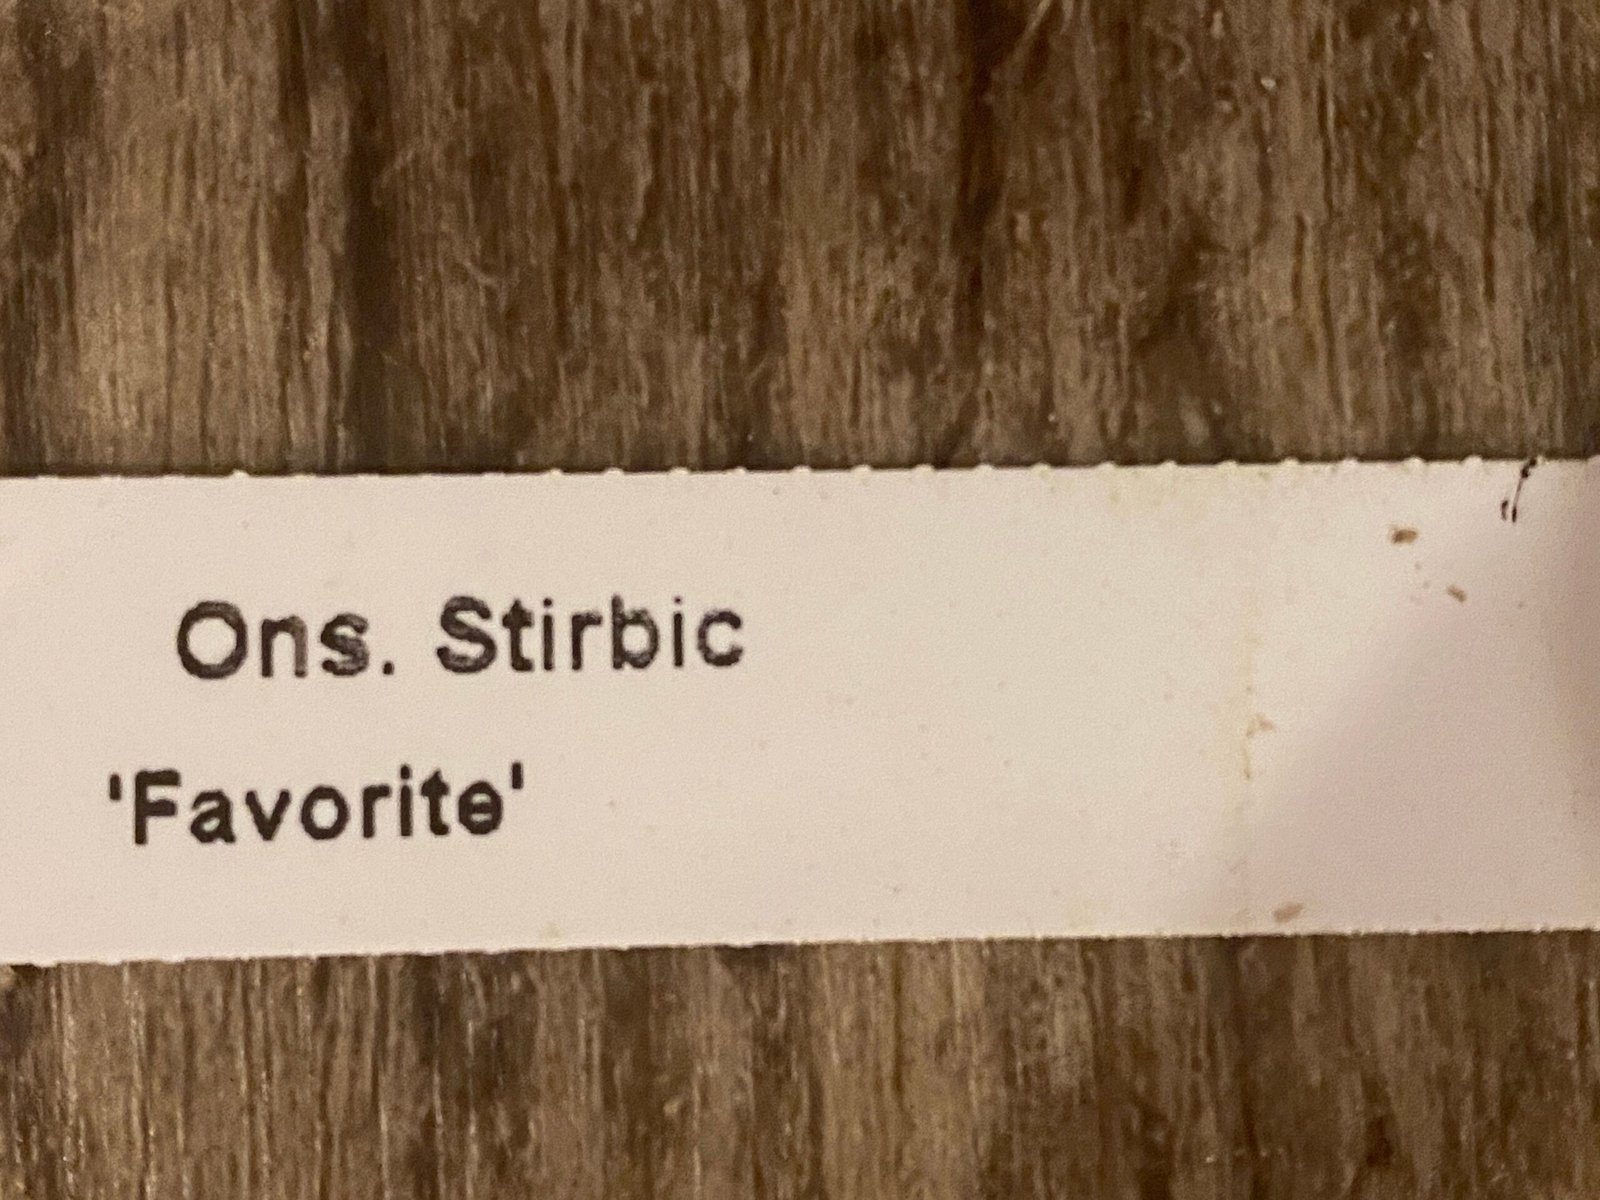 Ons. Stirbic
'Favorite'